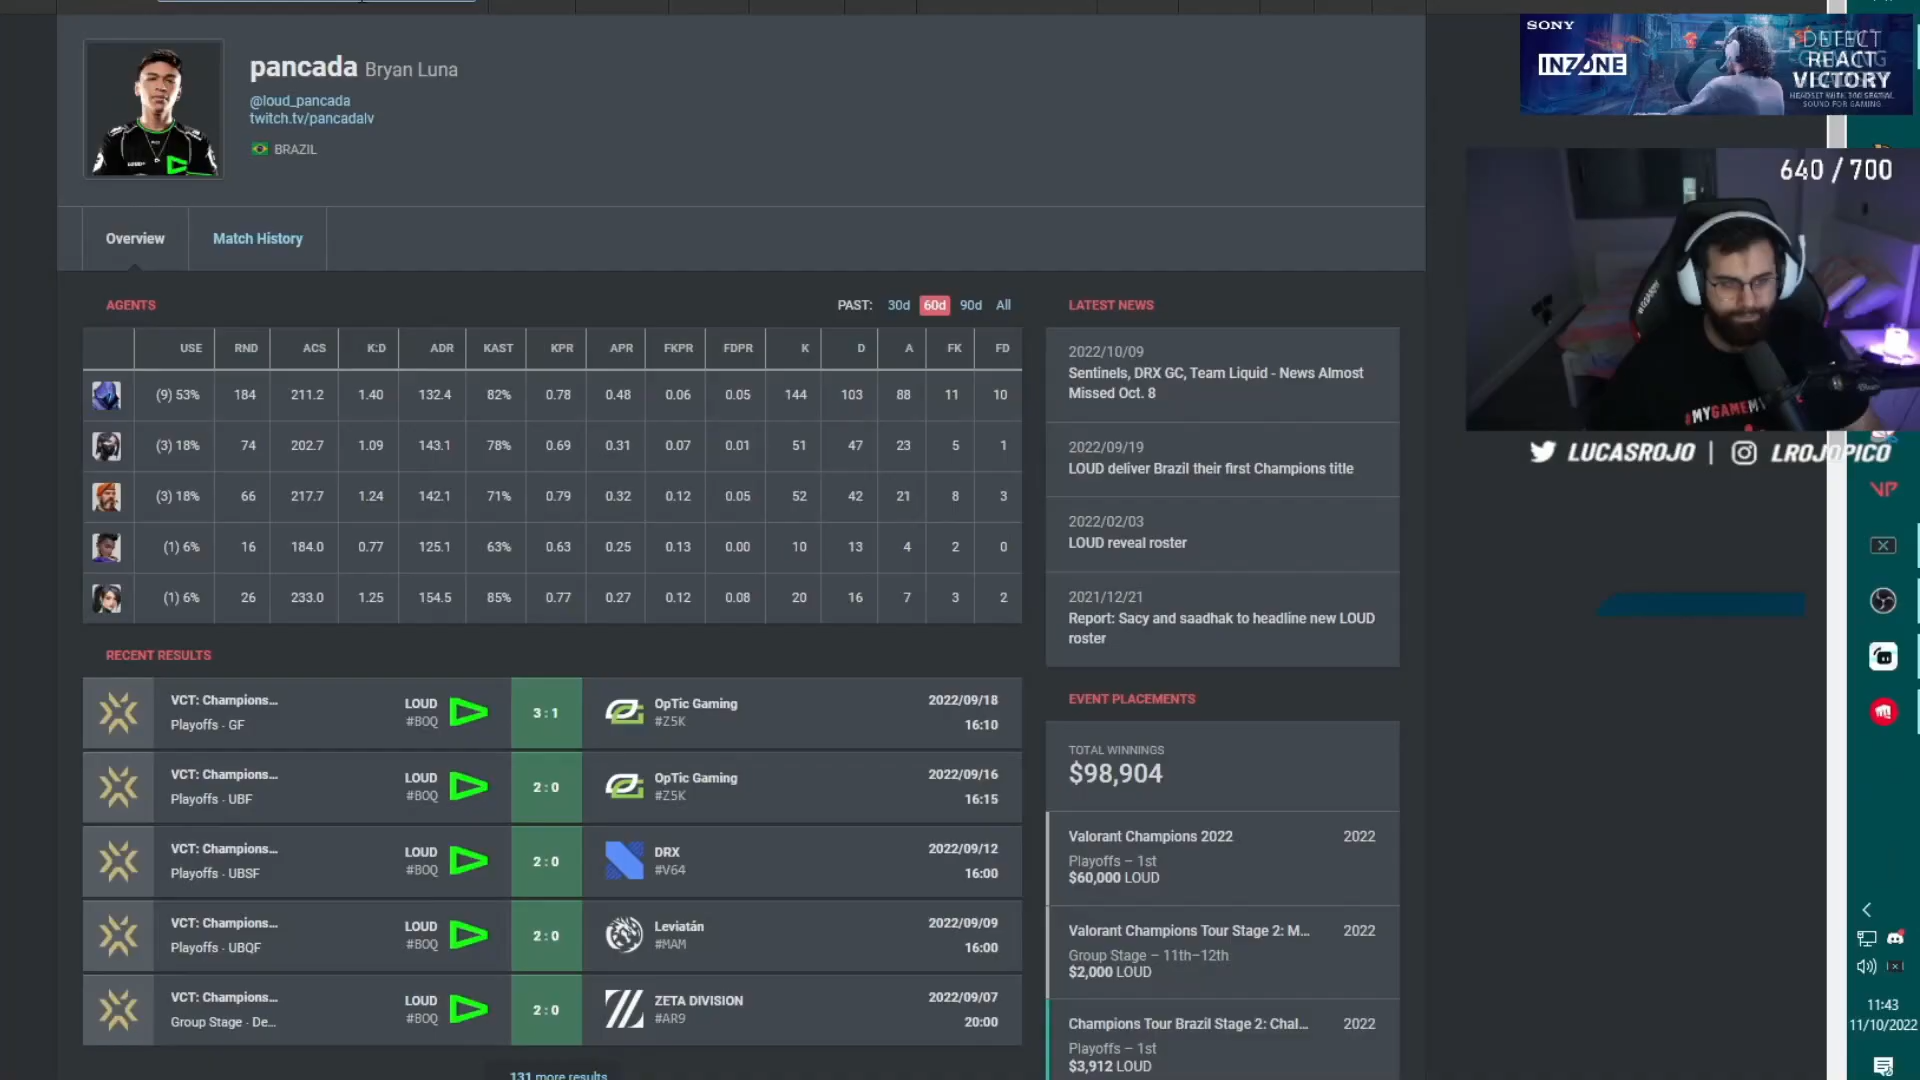 pancada Bryan Luna
@loud_pancada
twitch.tv/pancadalv
BRAZIL
Overview
Match History
AGENTS
PAST: 30d 60d 90d All
USE RND ACS K:D ADR KAST KPR APR FKPR FDPR K D A FK FD
(9) 53% 184 211.2 1.40 132.4 82% 0.78 0.48 0.06 0.05 144 103 88 11 10
(3) 18% 74 202.7 1.09 143.1 78% 0.69 0.31 0.07 0.01 51 47 23 5 1
(3) 18% 66 217.7 1.24 142.1 71% 0.79 0.32 0.12 0.05 52 42 21 8 3
(1) 6% 16 184.0 0.77 125.1 63% 0.63 0.25 0.13 0.00 10 13 4 2 0
(1) 6% 26 233.0 1.25 154.5 85% 0.77 0.27 0.12 0.08 20 16 7 3 2
RECENT RESULTS
VCT: Champions...
Playoffs - GF
LOUD
#BOQ
3 : 1
OpTic Gaming
#Z5K
2022/09/18
16:10
VCT: Champions...
Playoffs - UBF
LOUD
#BOQ
2 : 0
OpTic Gaming
#Z5K
2022/09/16
16:15
VCT: Champions...
Playoffs - UBSF
LOUD
#BOQ
2 : 0
DRX
#V64
2022/09/12
16:00
VCT: Champions...
Playoffs - UBQF
LOUD
#BOQ
2 : 0
Leviatán
#MAM
2022/09/09
16:00
VCT: Champions...
Group Stage - De...
LOUD
#BOQ
2 : 0
ZETA DIVISION
#AR9
2022/09/07
20:00
131 more results
LATEST NEWS
2022/10/09
Sentinels, DRX GC, Team Liquid - News Almost
Missed Oct. 8
2022/09/19
LOUD deliver Brazil their first Champions title
2022/02/03
LOUD reveal roster
2021/12/21
Report: Sacy and saadhak to headline new LOUD
roster
EVENT PLACEMENTS
TOTAL WINNINGS
$98,904
Valorant Champions 2022 2022
Playoffs – 1st
$60,000 LOUD
Valorant Champions Tour Stage 2: M... 2022
Group Stage – 11th–12th
$2,000 LOUD
Champions Tour Brazil Stage 2: Chal... 2022
Playoffs – 1st
$3,912 LOUD
SONY
INZONE
DETECT
REACT
VICTORY
SOUND FOR GAMING
640 / 700
#MYGAMEMY
LUCASROJO | LROJOPICO
11:43
11/10/2022